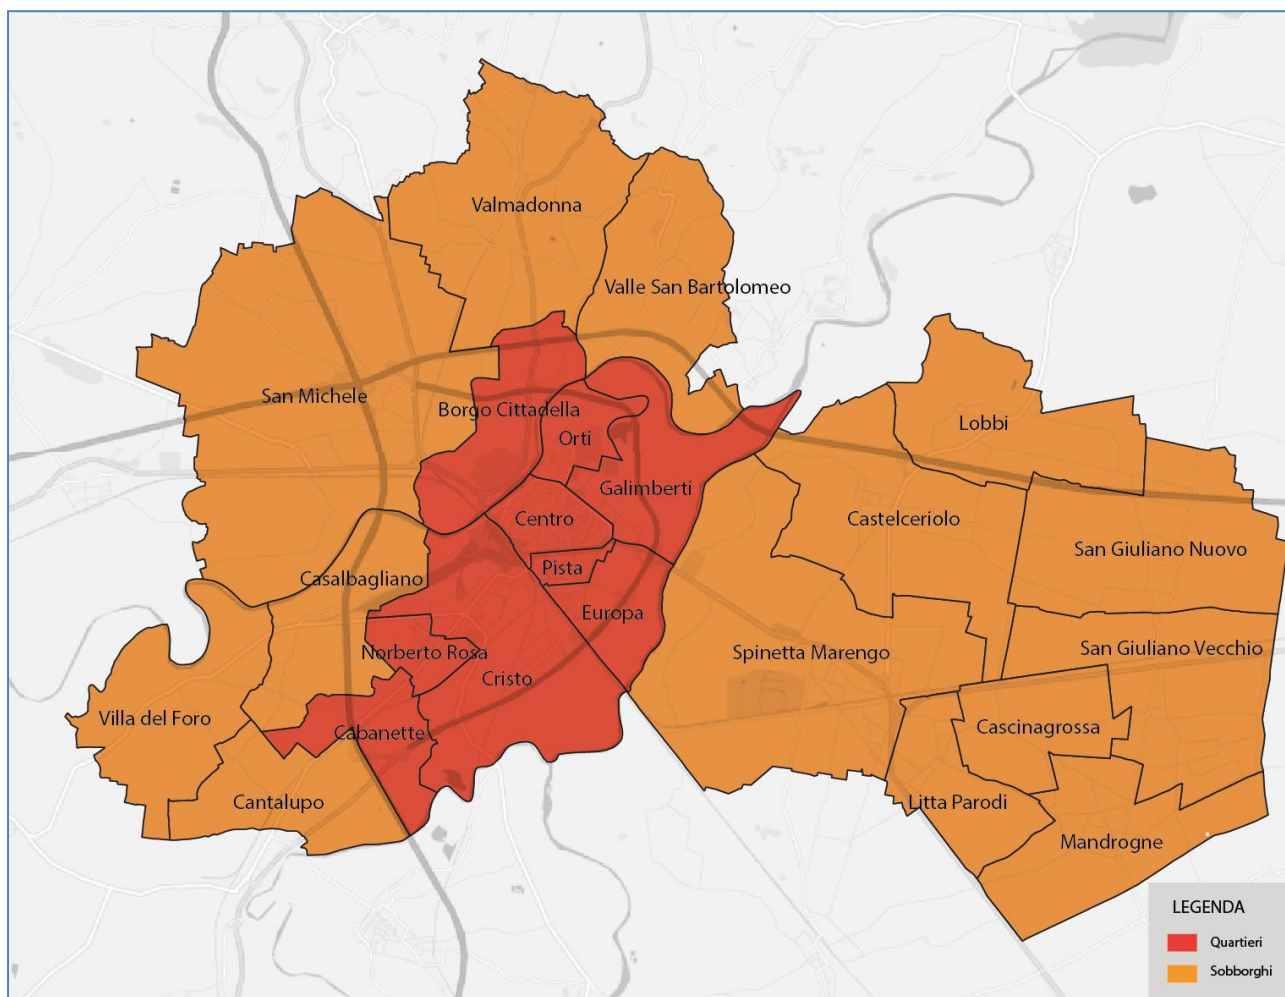 Valmadonna
Valle San Bartolomeo
San Michele
Borgo Cittadella
Lobbi
Orti
Galimberti
Centro
Castelceriolo
San Giuliano Nuovo
Pista
Casalbagliano
Europa
Norberto Rosa
Spinetta Marengo
San Giuliano Vecchio
Cristo
Villa del Foro
Cabanette
Cascinagrossa
Cantalupo
Litta Parodi
Mandrogne
LEGENDA
Quartieri
Sobborghi